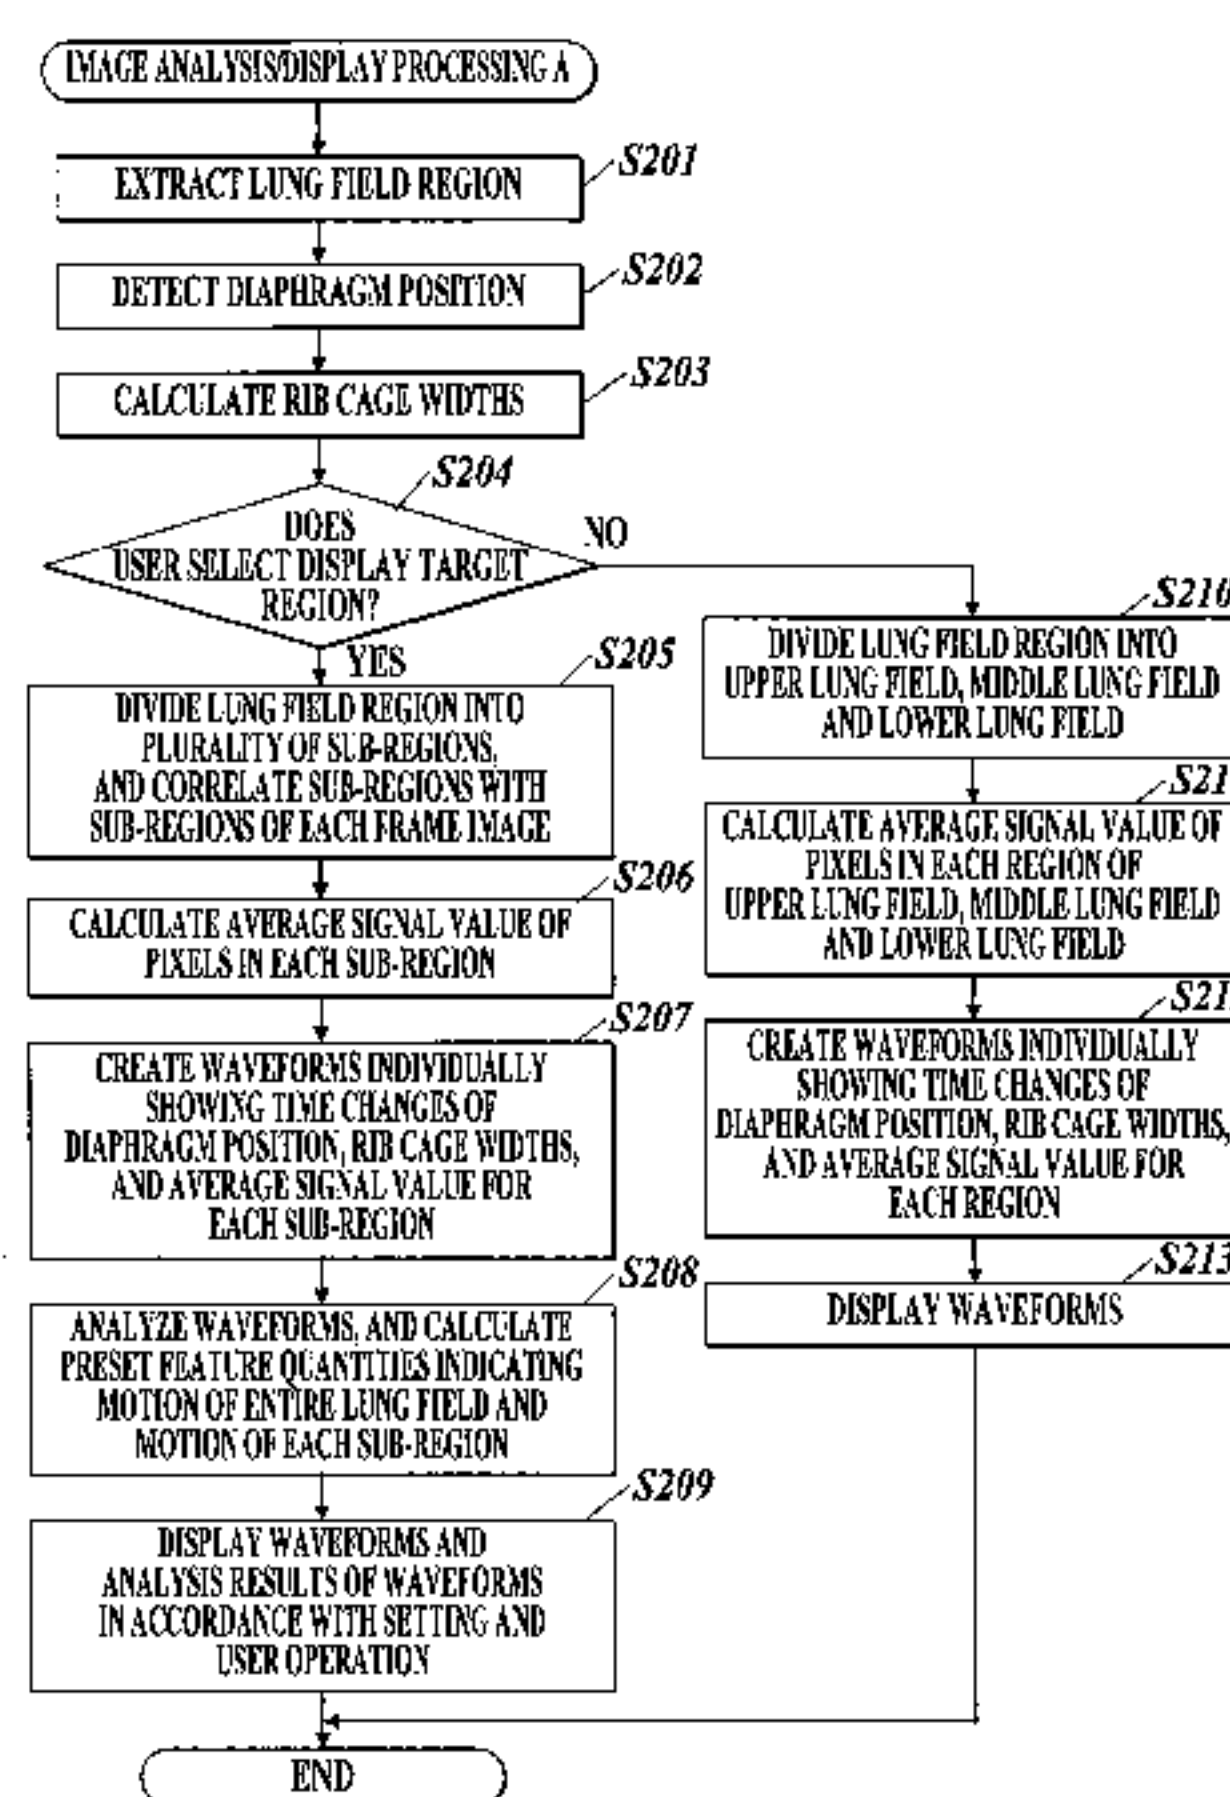 IMAGE ANALYSIS/DISPLAY PROCESSING A
S201
EXTRACT LUNG FIELD REGION
S202
DETECT DIAPHRAGM POSITION
S203
CALCULATE RIB CAGE WIDTHS
S204
DOES
USER SELECT DISPLAY TARGET
REGION?
NO
YES
S205
DIVIDE LUNG FIELD REGION INTO
PLURALITY OF SUB-REGIONS,
AND CORRELATE SUB-REGIONS WITH
SUB-REGIONS OF EACH FRAME IMAGE
S206
CALCULATE AVERAGE SIGNAL VALUE OF
PIXELS IN EACH SUB-REGION
S207
CREATE WAVEFORMS INDIVIDUALLY
SHOWING TIME CHANGES OF
DIAPHRAGM POSITION, RIB CAGE WIDTHS,
AND AVERAGE SIGNAL VALUE FOR
EACH SUB-REGION
S208
ANALYZE WAVEFORMS, AND CALCULATE
PRESET FEATURE QUANTITIES INDICATING
MOTION OF ENTIRE LUNG FIELD AND
MOTION OF EACH SUB-REGION
S209
DISPLAY WAVEFORMS AND
ANALYSIS RESULTS OF WAVEFORMS
IN ACCORDANCE WITH SETTING AND
USER OPERATION
S210
DIVIDE LUNG FIELD REGION INTO
UPPER LUNG FIELD, MIDDLE LUNG FIELD
AND LOWER LUNG FIELD
S21
CALCULATE AVERAGE SIGNAL VALUE OF
PIXELS IN EACH REGION OF
UPPER LUNG FIELD, MIDDLE LUNG FIELD
AND LOWER LUNG FIELD
S21
CREATE WAVEFORMS INDIVIDUALLY
SHOWING TIME CHANGES OF
DIAPHRAGM POSITION, RIB CAGE WIDTHS,
AND AVERAGE SIGNAL VALUE FOR
EACH REGION
S213
DISPLAY WAVEFORMS
END